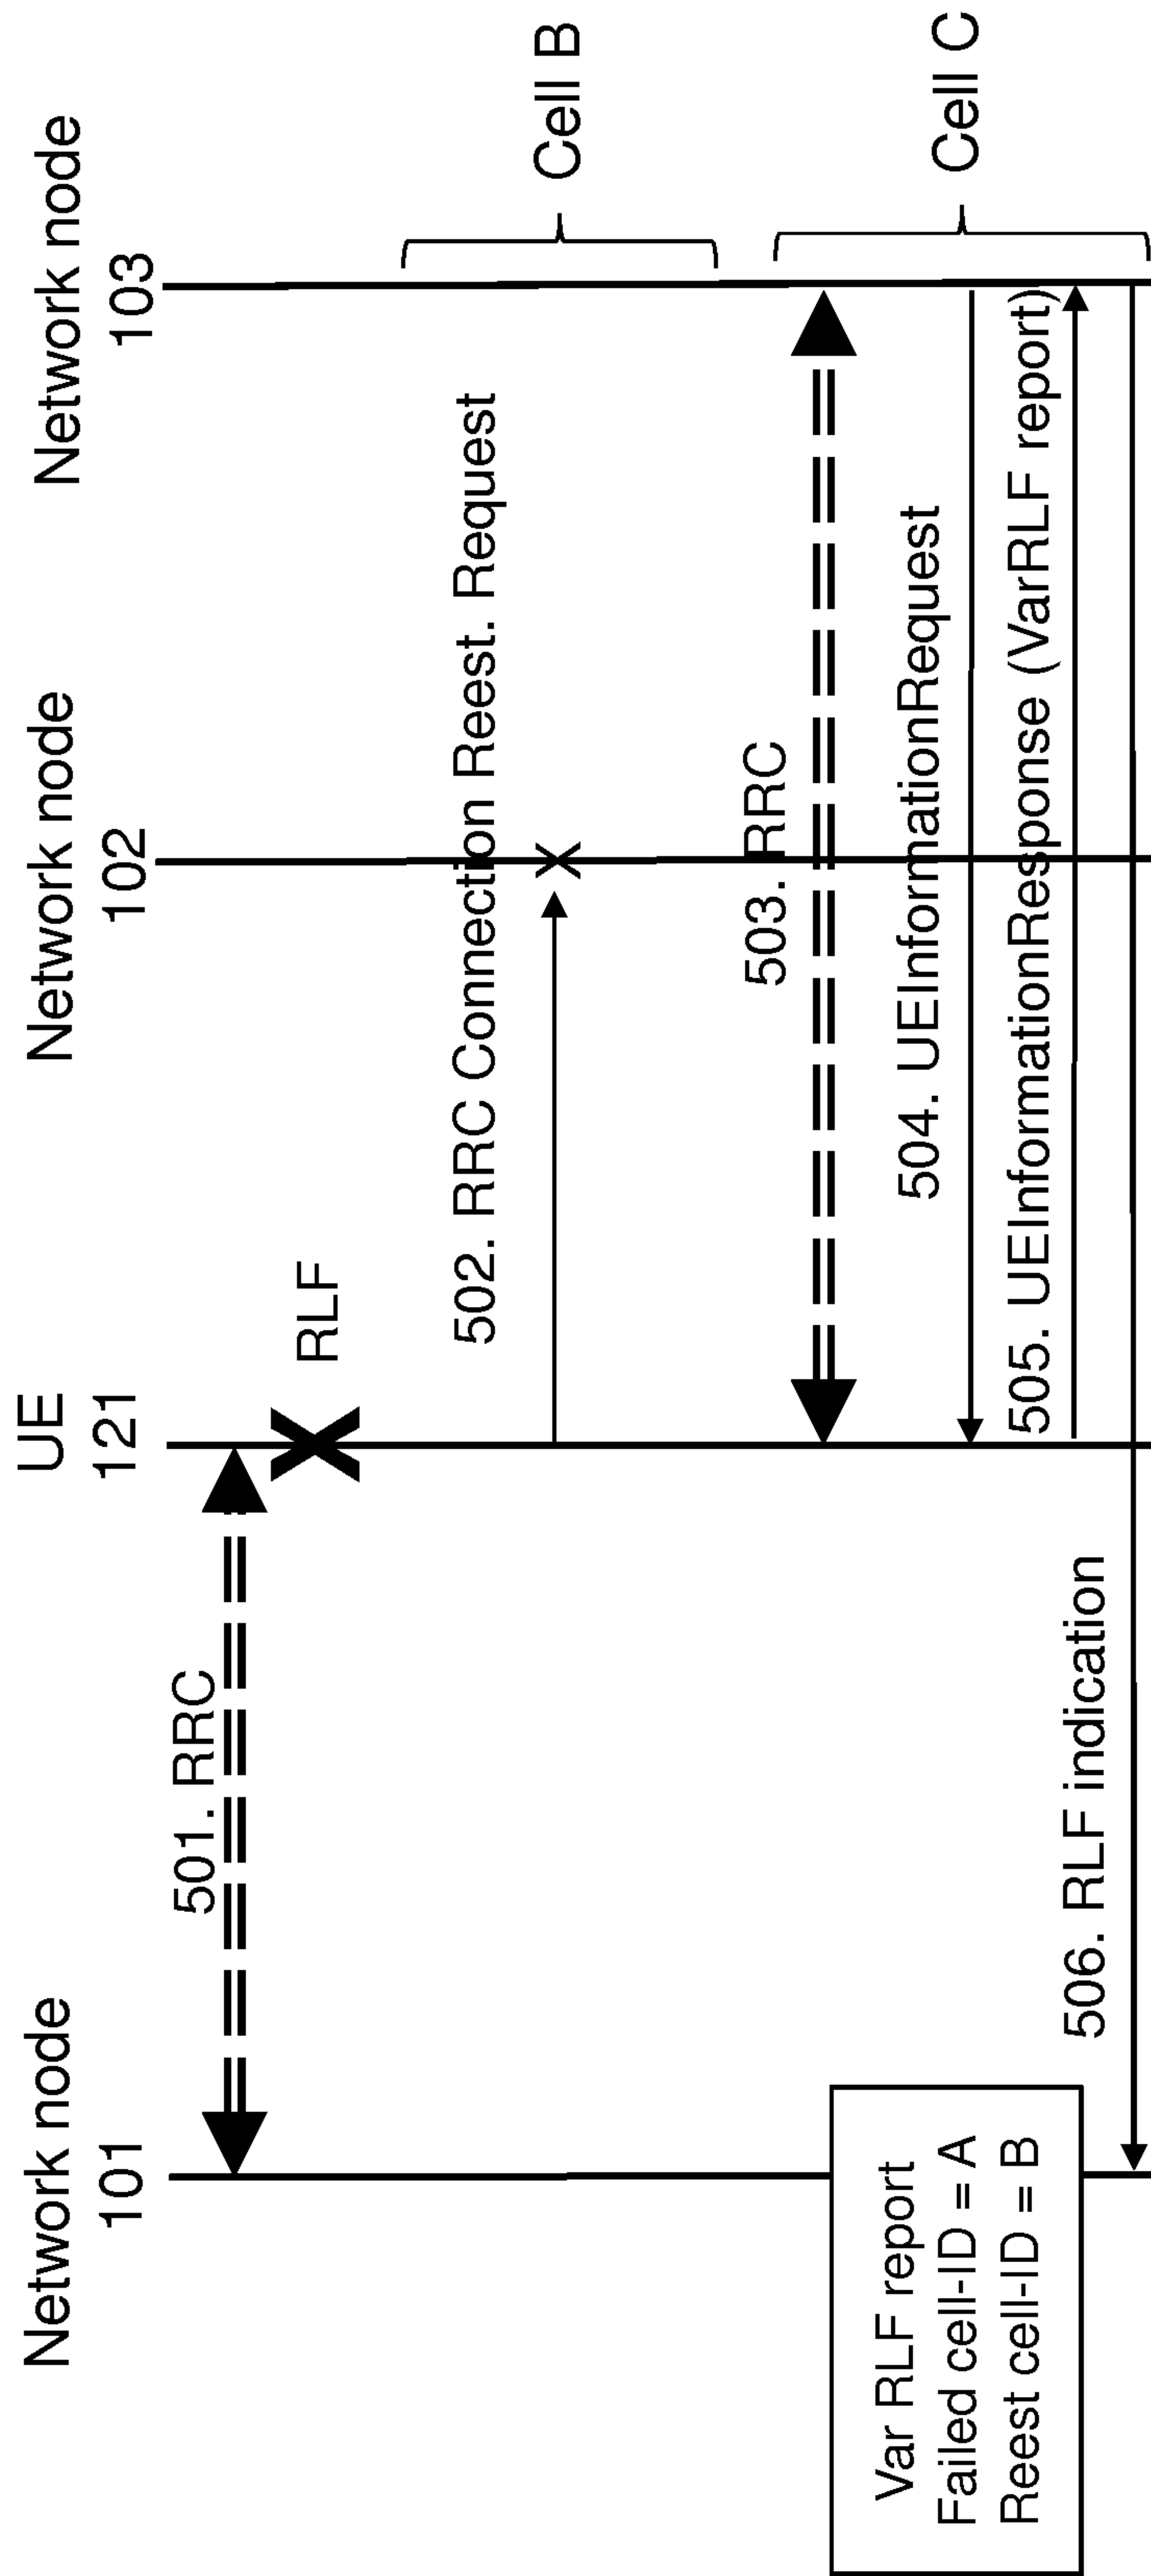 Network node
101
UE
121
Network node
102
Network node
103
501. RRC
RLF
502. RRC Connection Reest. Request
Cell B
503. RRC
504. UEInformationRequest
Cell C
505. UEInformationResponse (VarRLF report)
506. RLF indication
Var RLF report
Failed cell-ID = A
Reest cell-ID = B